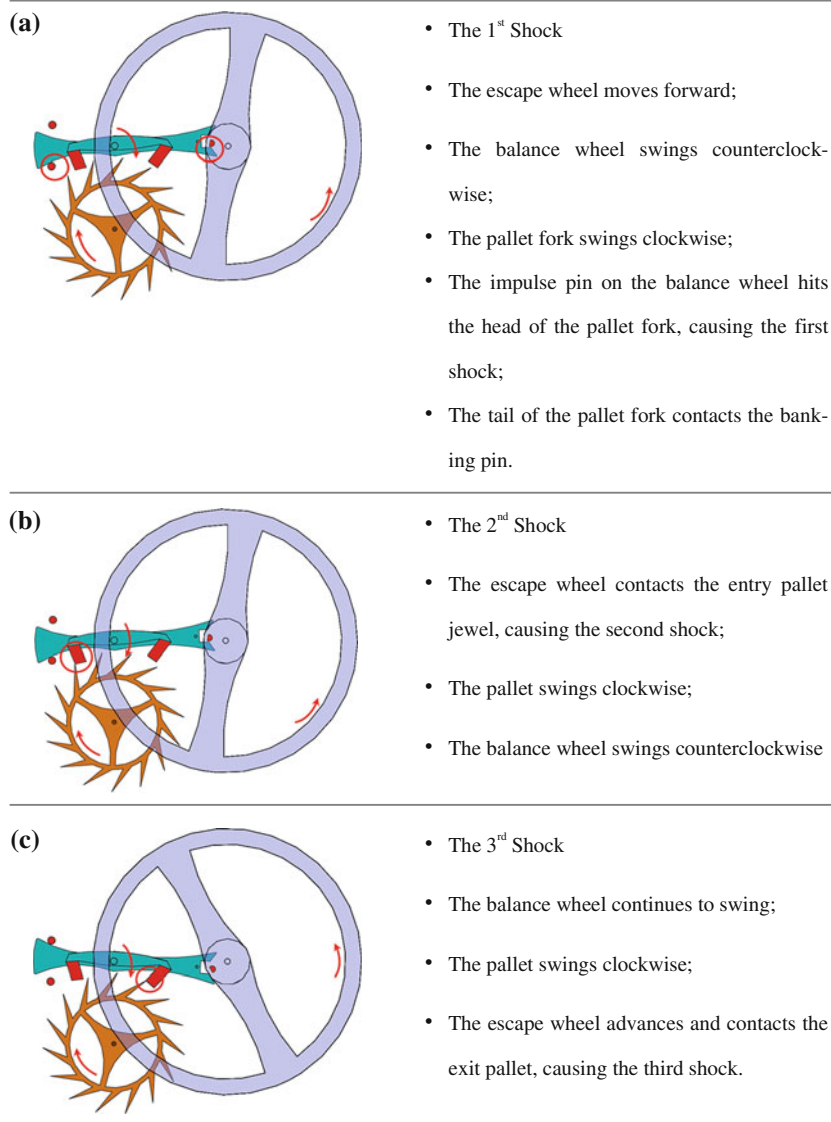 (a)
• The 1st Shock
• The escape wheel moves forward;
• The balance wheel swings counterclock-
wise;
• The pallet fork swings clockwise;
• The impulse pin on the balance wheel hits
the head of the pallet fork, causing the first
shock;
• The tail of the pallet fork contacts the bank-
ing pin.
(b)
• The 2nd Shock
• The escape wheel contacts the entry pallet
jewel, causing the second shock;
• The pallet swings clockwise;
• The balance wheel swings counterclockwise
(c)
• The 3rd Shock
• The balance wheel continues to swing;
• The pallet swings clockwise;
• The escape wheel advances and contacts the
exit pallet, causing the third shock.